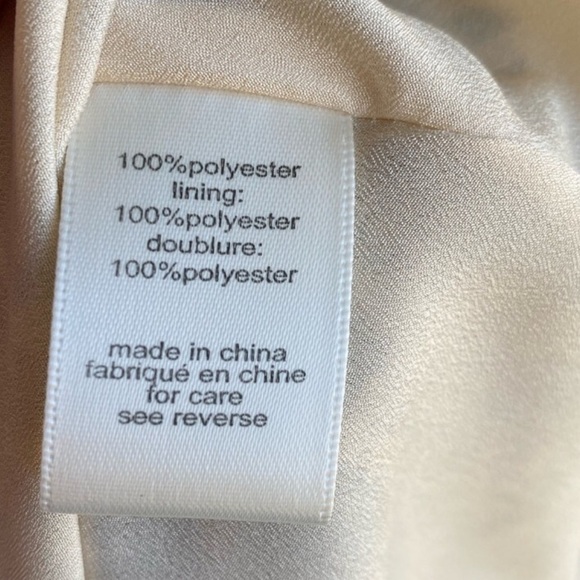 100%polyester
lining:
100%polyester
doublure:
100%polyester
made in china
fabriqué en chine
for care
see reverse